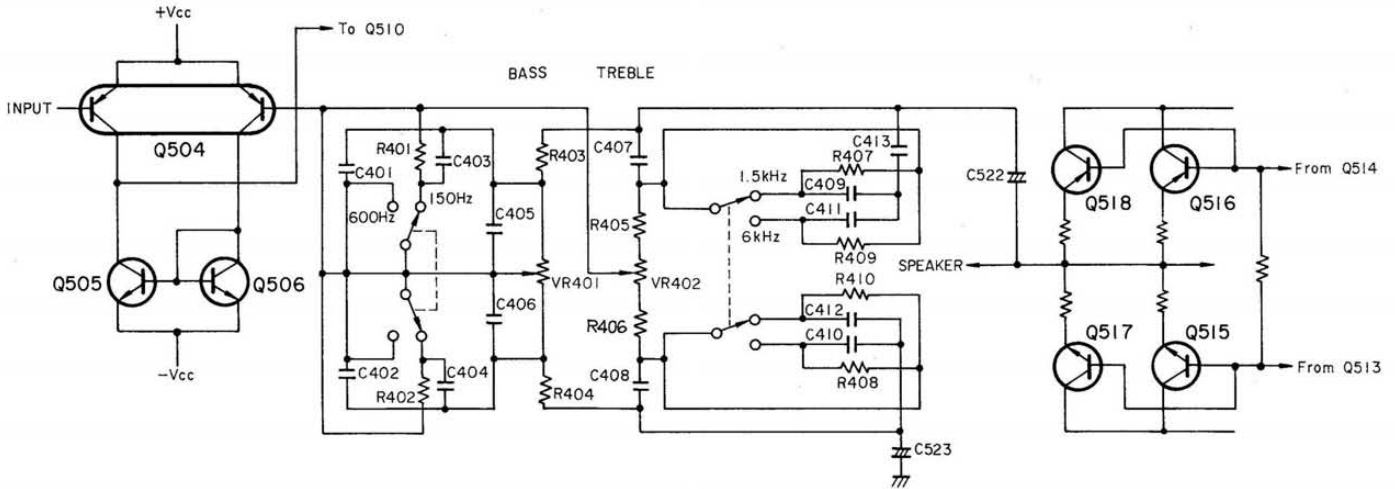 +Vcc
To Q510
BASS TREBLE
INPUT
Q504
R401
C403
R403
C407
C413
R407
C401
1.5kHz
C409
C522
From Q514
600Hz
150Hz
C405
R405
C411
6kHz
Q518
Q516
R409
Q505
Q506
VR401
VR402
SPEAKER
R410
C406
R406
C412
C410
Q517
Q515
-Vcc
C402
C404
R402
R404
C408
R408
From Q513
C523